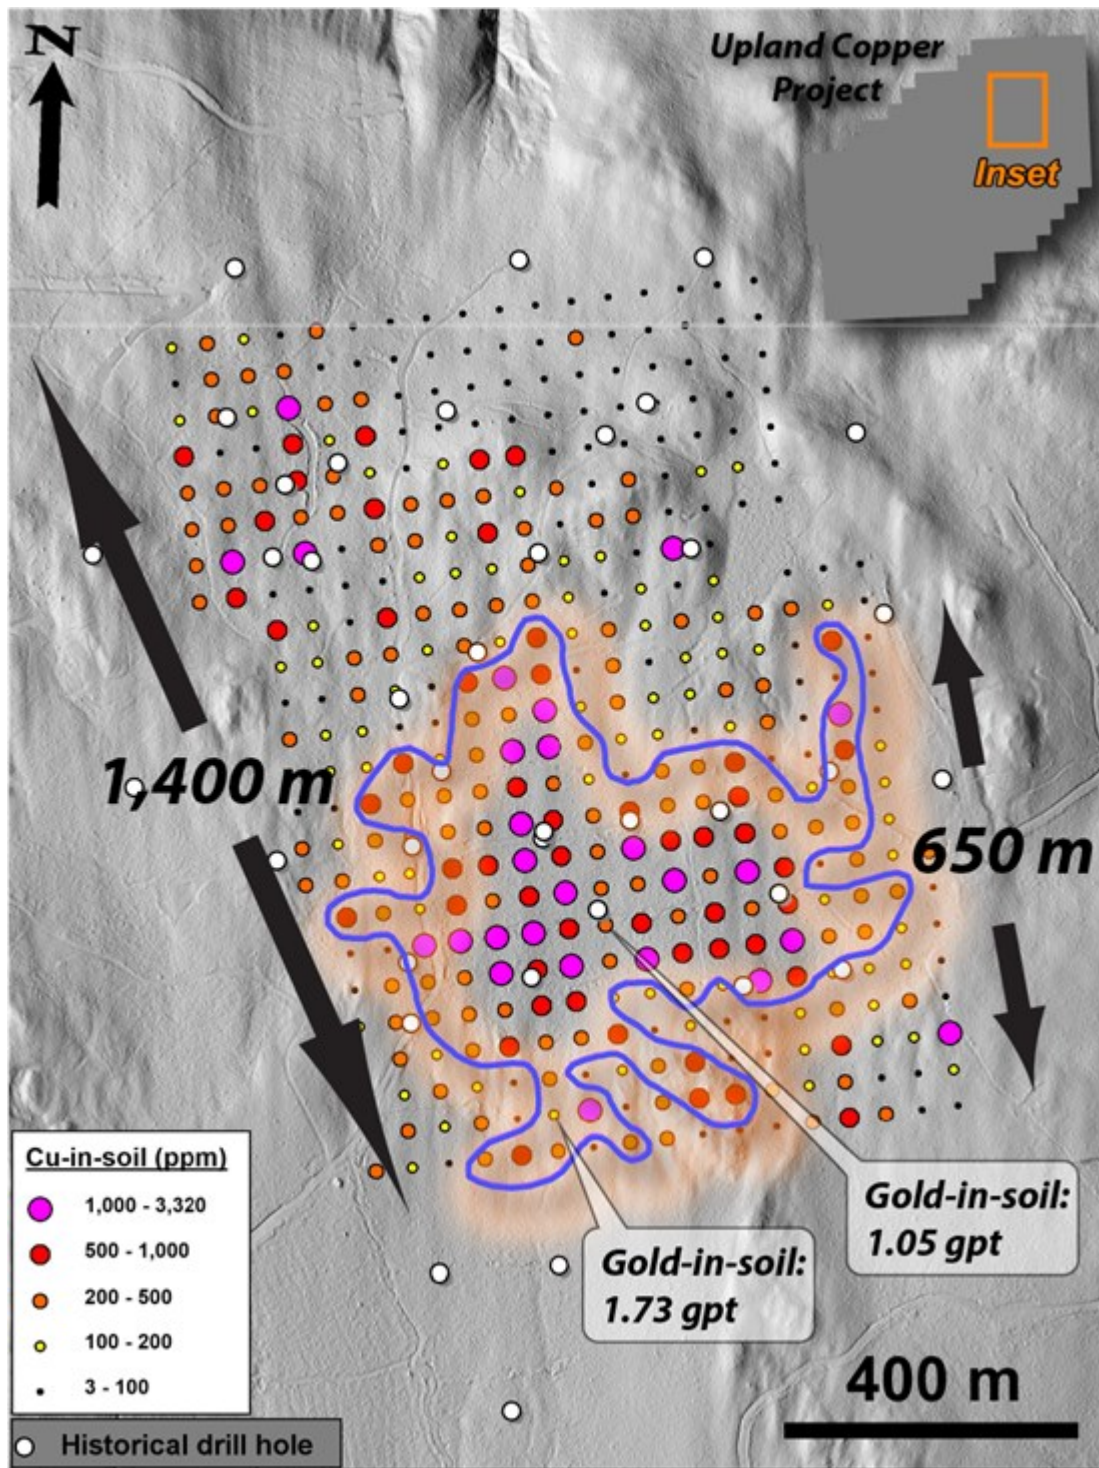 N
Upland Copper
Project
Inset
1,400 m
650 m
Cu-in-soil (ppm)
1,000 - 3,320
500 - 1,000
200 - 500
100 - 200
3 - 100
Historical drill hole
Gold-in-soil:
1.05 gpt
Gold-in-soil:
1.73 gpt
400 m